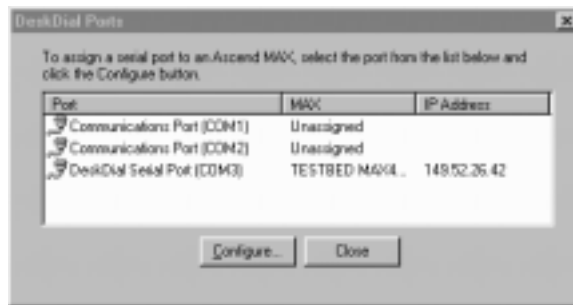 DeskDial Ports
To assign a serial port to an Ascend MAX, select the port from the list below and
click the Configure button.
Port MAX IP Address
Communications Port (COM1) Unassigned
Communications Port (COM2) Unassigned
DeskDial Serial Port (COM3) TESTBED MAX4... 149.52.26.42
Configure... Close